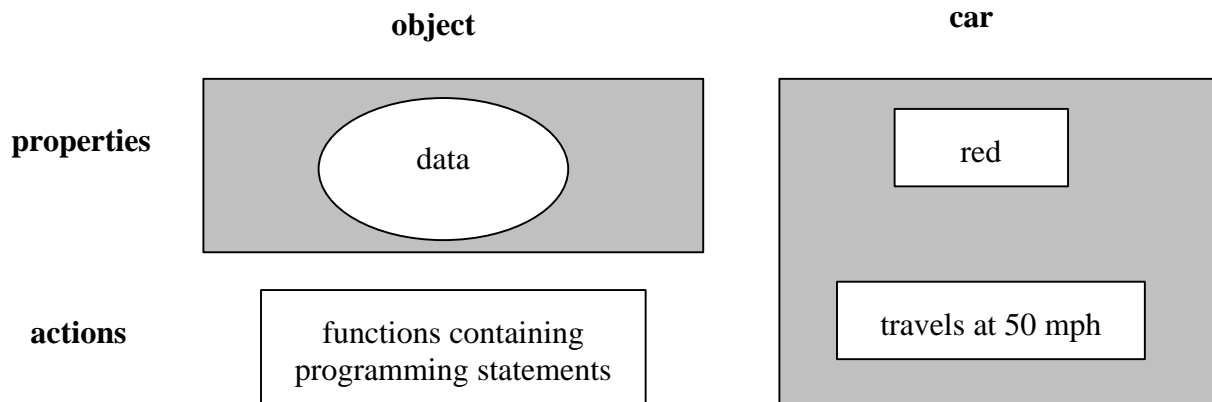 object
car
properties
data
red
actions
functions containing
programming statements
travels at 50 mph